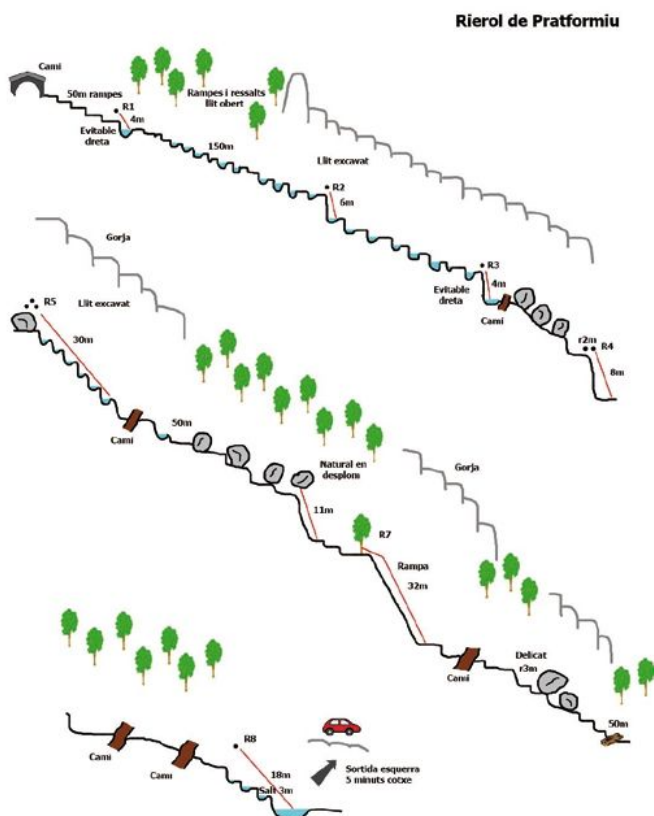 Rierol de Pratformiu
Camí
50m rampes
R1
4m
Evitable
dreta
Rampes i ressalts
llit obert
150m
Llit excavat
R2
6m
R3
4m
Evitable
dreta
Camí
r2m
R4
8m
Gorja
Llit excavat
R5
30m
Camí
50m
Natural en
desplom
11m
R7
Rampa
32m
Gorja
Camí
Delicat
r3m
50m
Camí
Camí
R8
18m
Salt 3m
Sortida esquerra
5 minuts cotxe